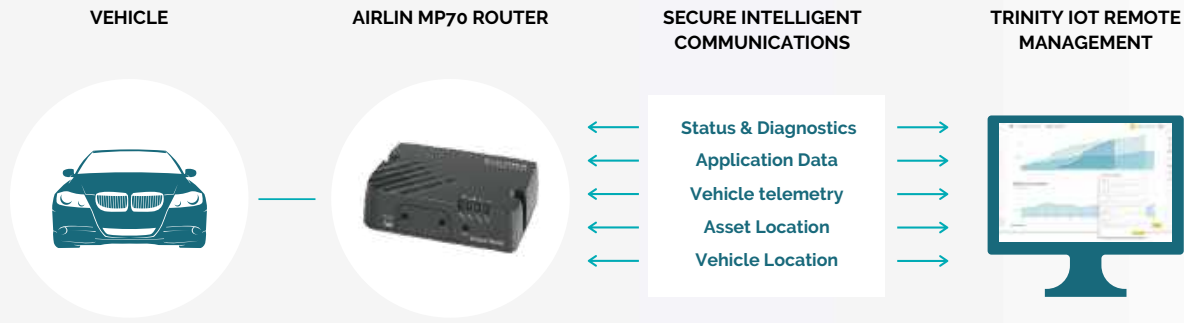 VEHICLE
AIRLIN MP70 ROUTER
SECURE INTELLIGENT
COMMUNICATIONS
TRINITY IOT REMOTE
MANAGEMENT
Status & Diagnostics
Application Data
Vehicle telemetry
Asset Location
Vehicle Location